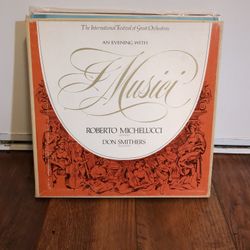 The International Festival of Great Orchestras
AN EVENING WITH
I Musici
ROBERTO MICHELUCCI
DON SMITHERS